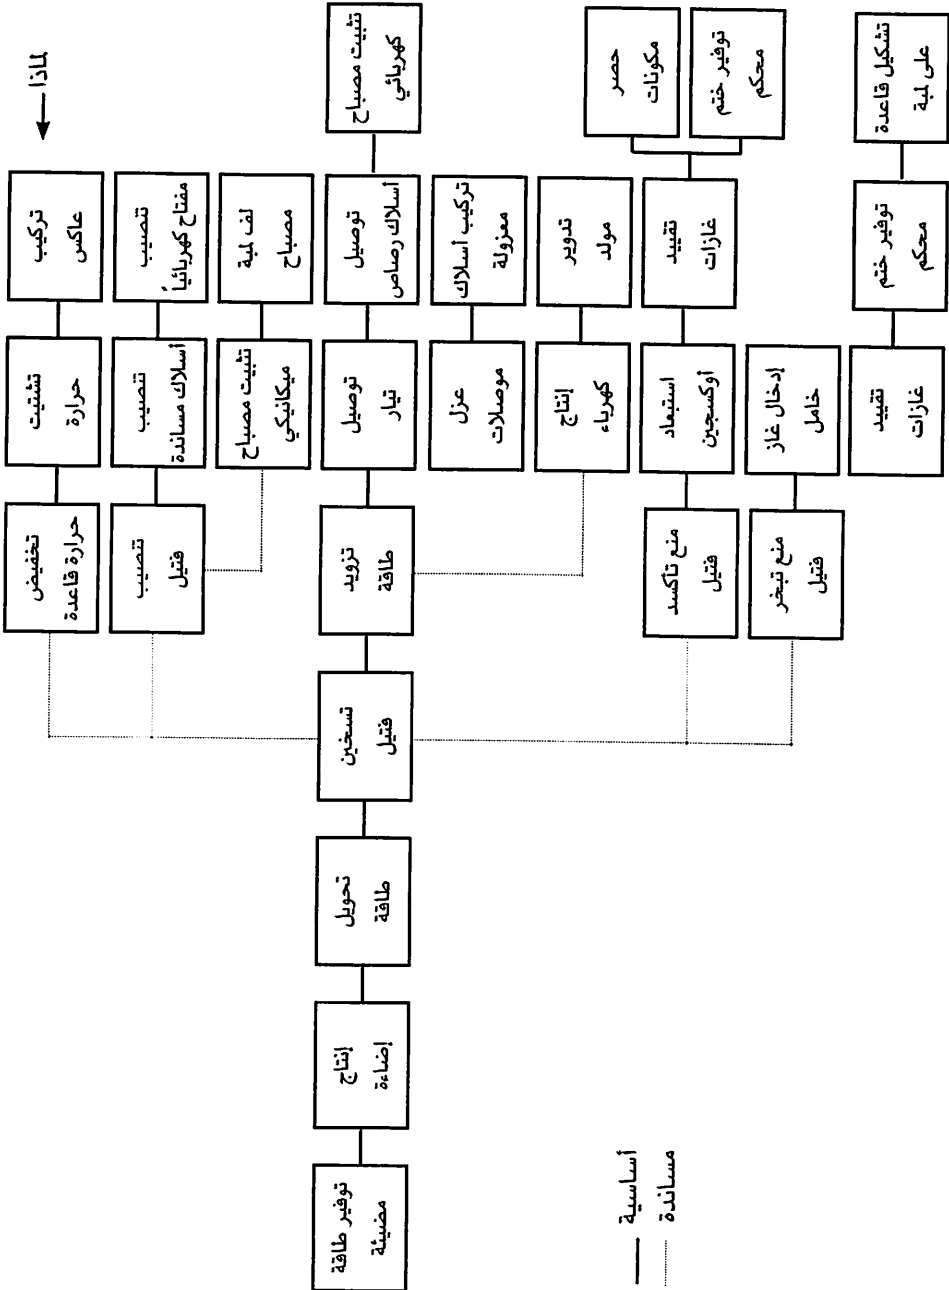 لماذا
تركيب
عاكس
تشتيت
حرارة
تخفيض
حرارة قاعدة
تنصيب
مفتاح كهربائياً
تنصيب
أسلاك مساندة
تنصيب
فتيل
لف لمبة
مصباح
تثبيت مصباح
ميكانيكي
تثبيت مصباح
كهربائي
توصيل
أسلاك رصاص
توصيل
تيار
تزويد
طاقة
تسخين
فتيل
تحويل
طاقة
إنتاج
إضاءة
توفير طاقة
مضيئة
تركيب أسلاك
معزولة
عزل
موصلات
تدوير
مولد
إنتاج
كهرباء
حصر
مكونات
توفير ختم
محكم
تقييد
غازات
استبعاد
أوكسجين
منع تأكسد
فتيل
إدخال غاز
خامل
منع تبخر
فتيل
تشكيل قاعدة
على لمبة
توفير ختم
محكم
تقييد
غازات
أساسية
مساندة